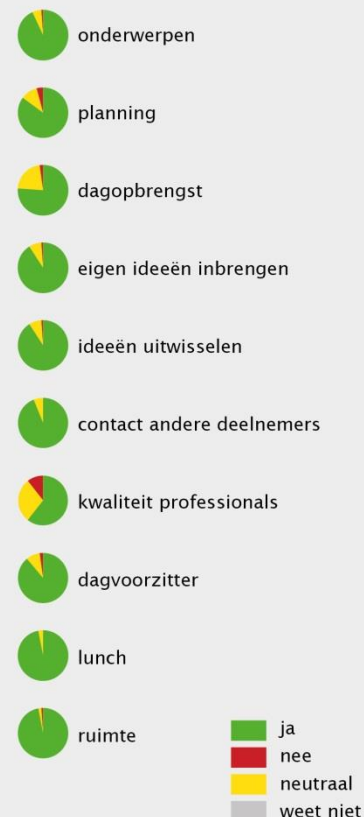 onderwerpen
planning
dagopbrengst
eigen ideeën inbrengen
ideeën uitwisselen
contact andere deelnemers
kwaliteit professionals
dagvoorzitter
lunch
ruimte
ja
nee
neutraal
weet niet